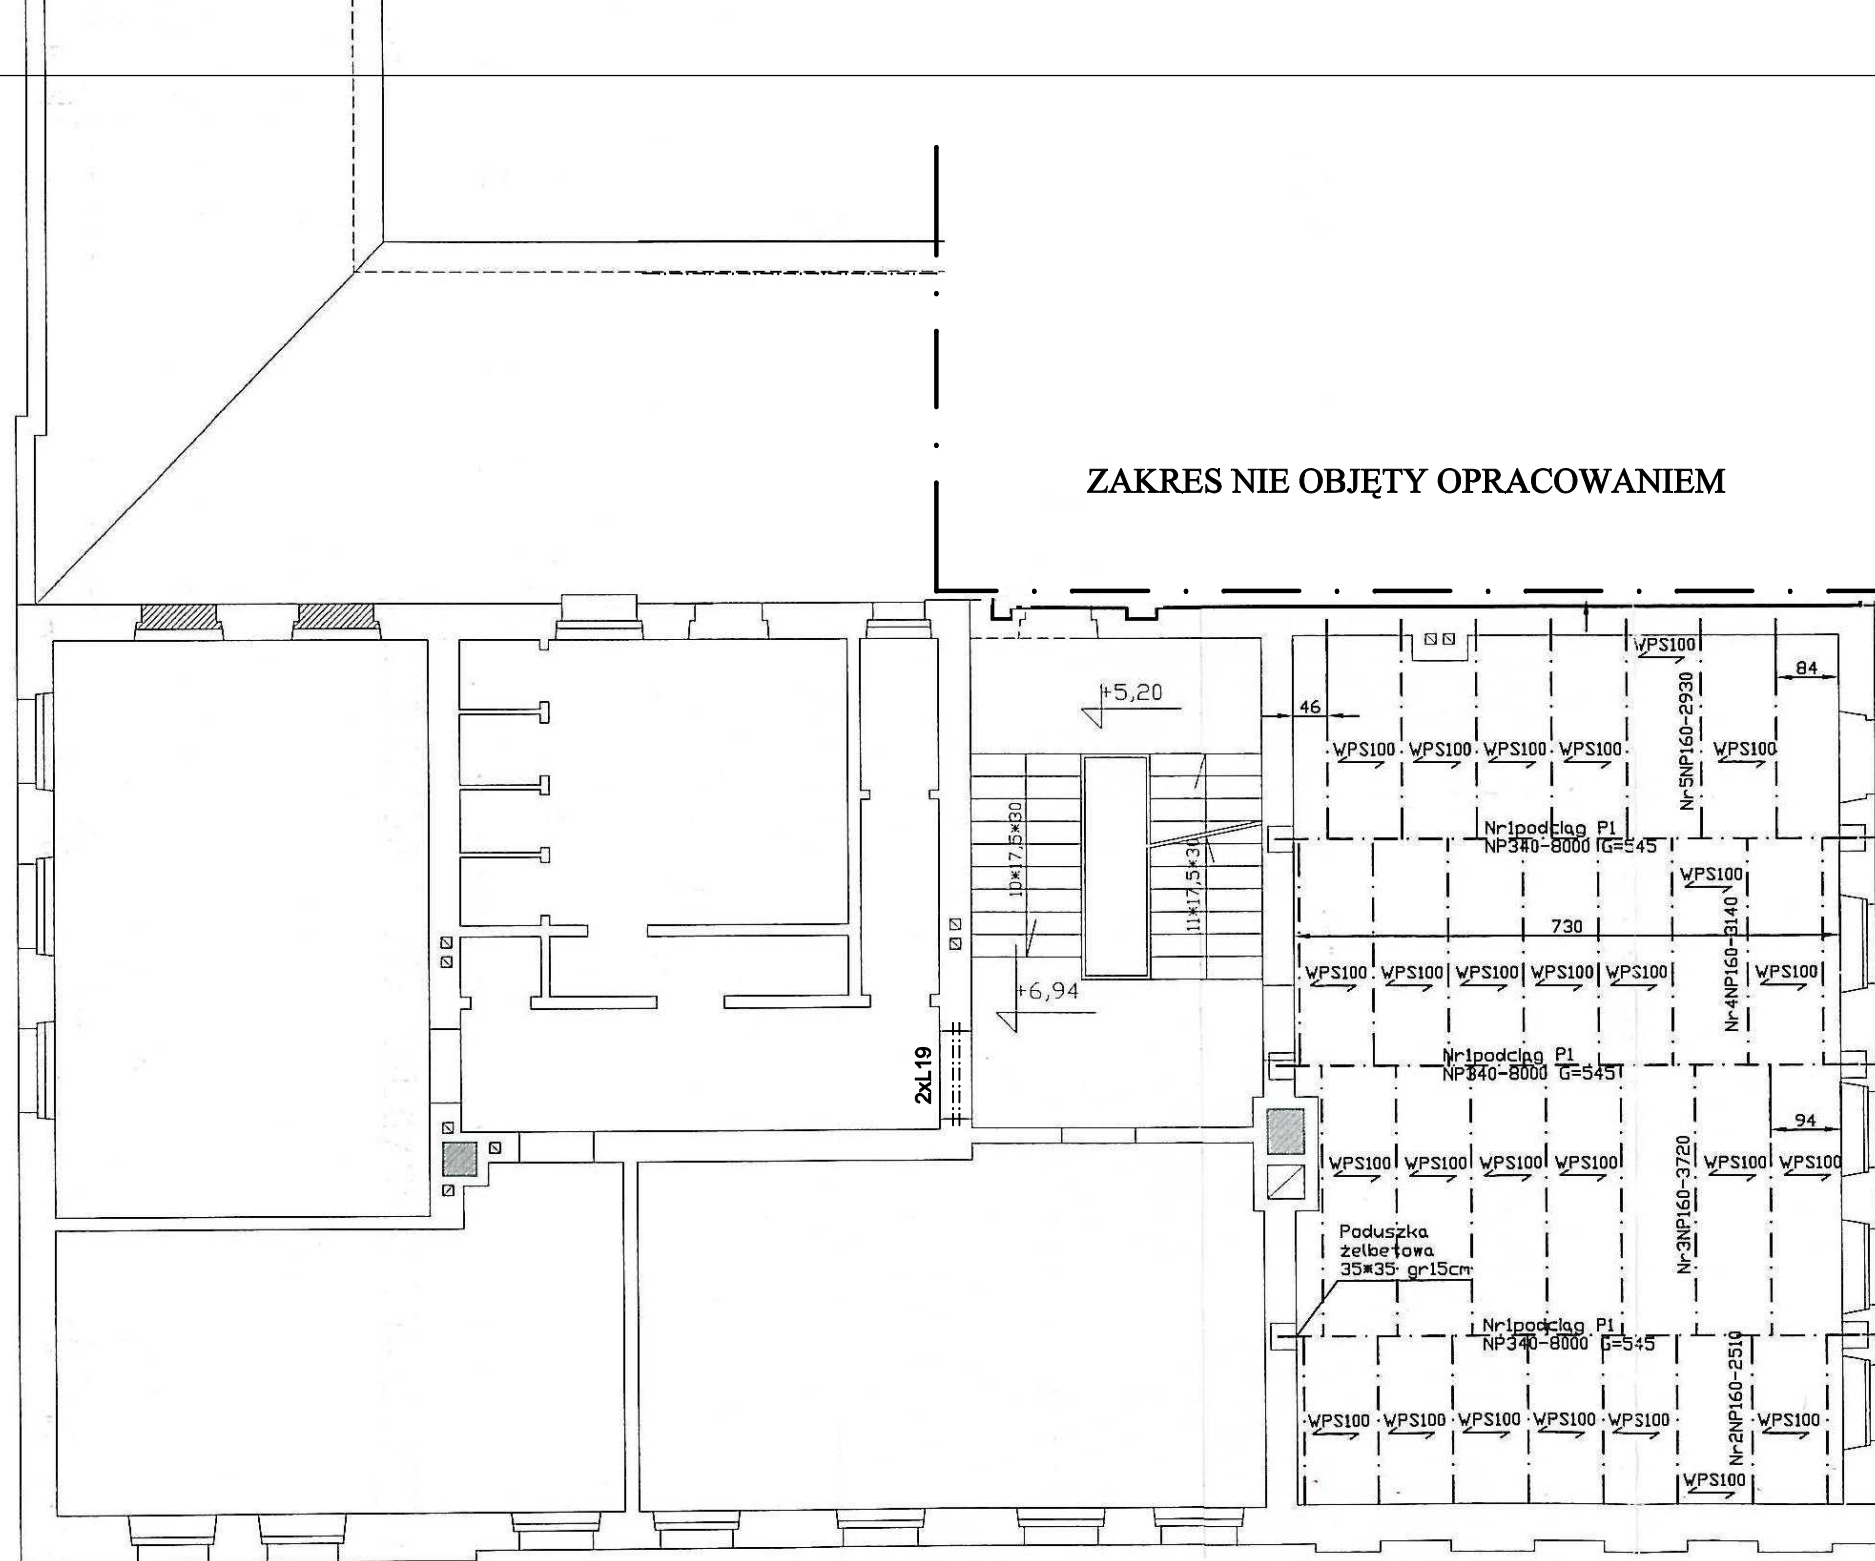 ZAKRES NIE OBJĘTY OPRACOWANIEM
WPS100
84
+5,20
46
Nr5NP160-2930
WPS100 WPS100 WPS100 WPS100 WPS100
10*17,5*30
11*17,5*30
Nr1podciąg P1
NP340-8000 G=545
WPS100
730
Nr4NP160-3140
WPS100 WPS100 WPS100 WPS100 WPS100 WPS100
+6,94
2xL19
Nr1podciąg P1
NP340-8000 G=545
94
WPS100 WPS100 WPS100 WPS100 WPS100 WPS100
Nr3NP160-3720
Poduszka
żelbetowa
35*35 gr15cm
Nr1podciąg P1
NP340-8000 G=545
Nr2NP160-2510
WPS100 WPS100 WPS100 WPS100 WPS100 WPS100
WPS100